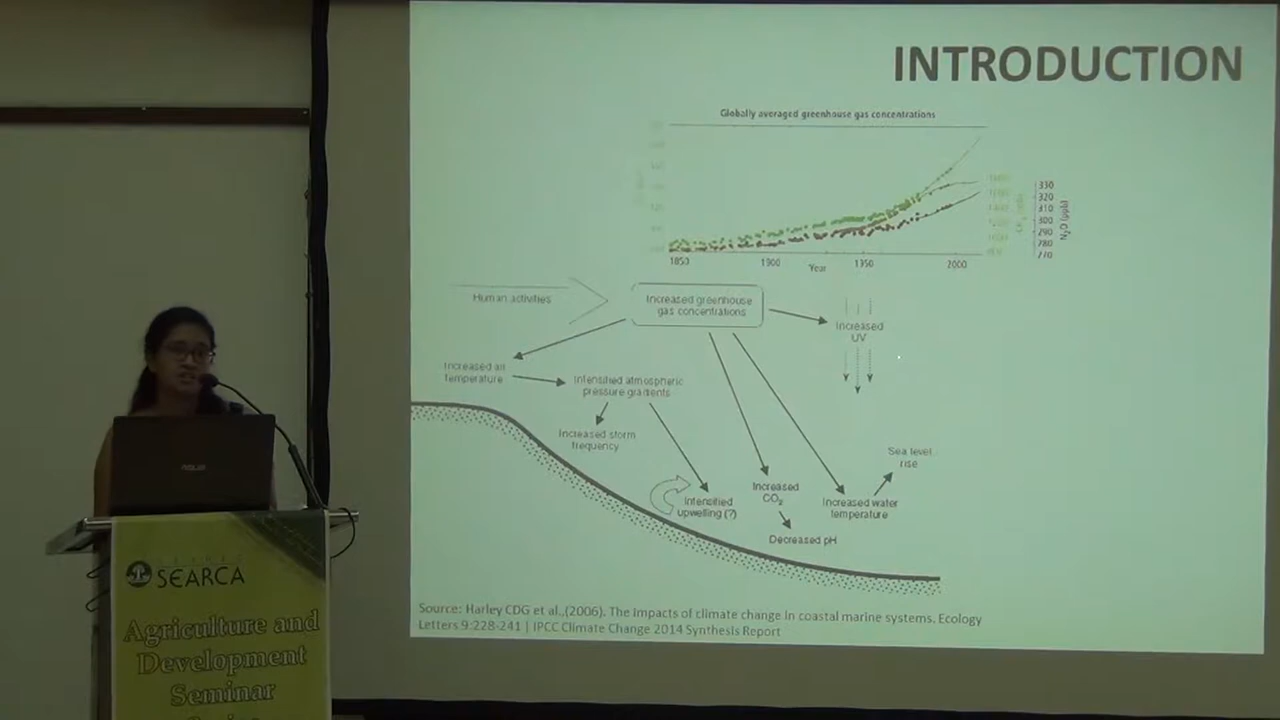 INTRODUCTION
Globally averaged greenhouse gas concentrations
330
320
310
300
290
280
270
N₂O (ppb)
1850
1900
1950
2000
Year
Human activities
Increased greenhouse
gas concentrations
Increased
UV
Increased air
temperature
Intensified atmospheric
pressure gradients
Increased storm
frequency
Sea level
rise
Intensified
upwelling (?)
Increased
CO₂
Increased water
temperature
Decreased pH
Source: Harley CDG et al.,(2006). The impacts of climate change in coastal marine systems. Ecology
Letters 9:228-241 | IPCC Climate Change 2014 Synthesis Report
SEARCA
Agriculture and
Development
Seminar